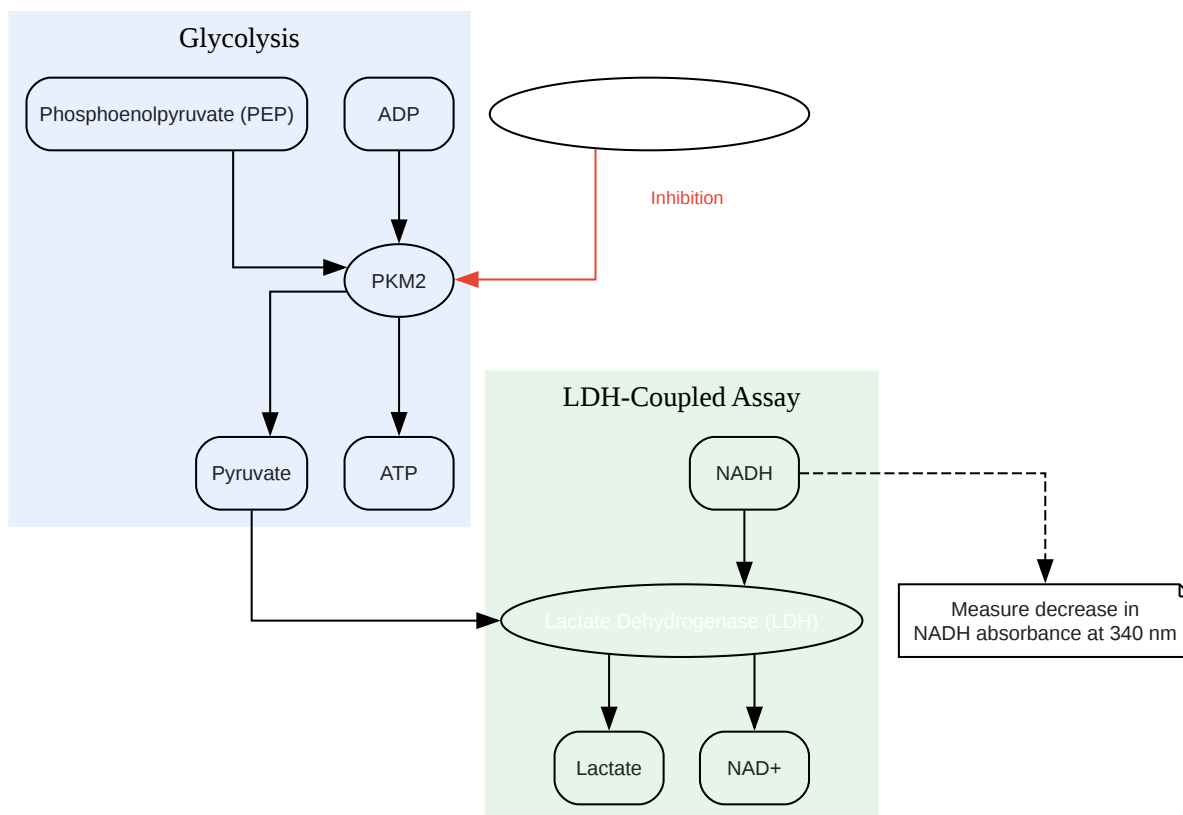 Glycolysis
Phosphoenolpyruvate (PEP)
ADP
Inhibition
PKM2
LDH-Coupled Assay
Pyruvate
ATP
NADH
Measure decrease in
NADH absorbance at 340 nm
Lactate Dehydrogenase (LDH)
Lactate
NAD+